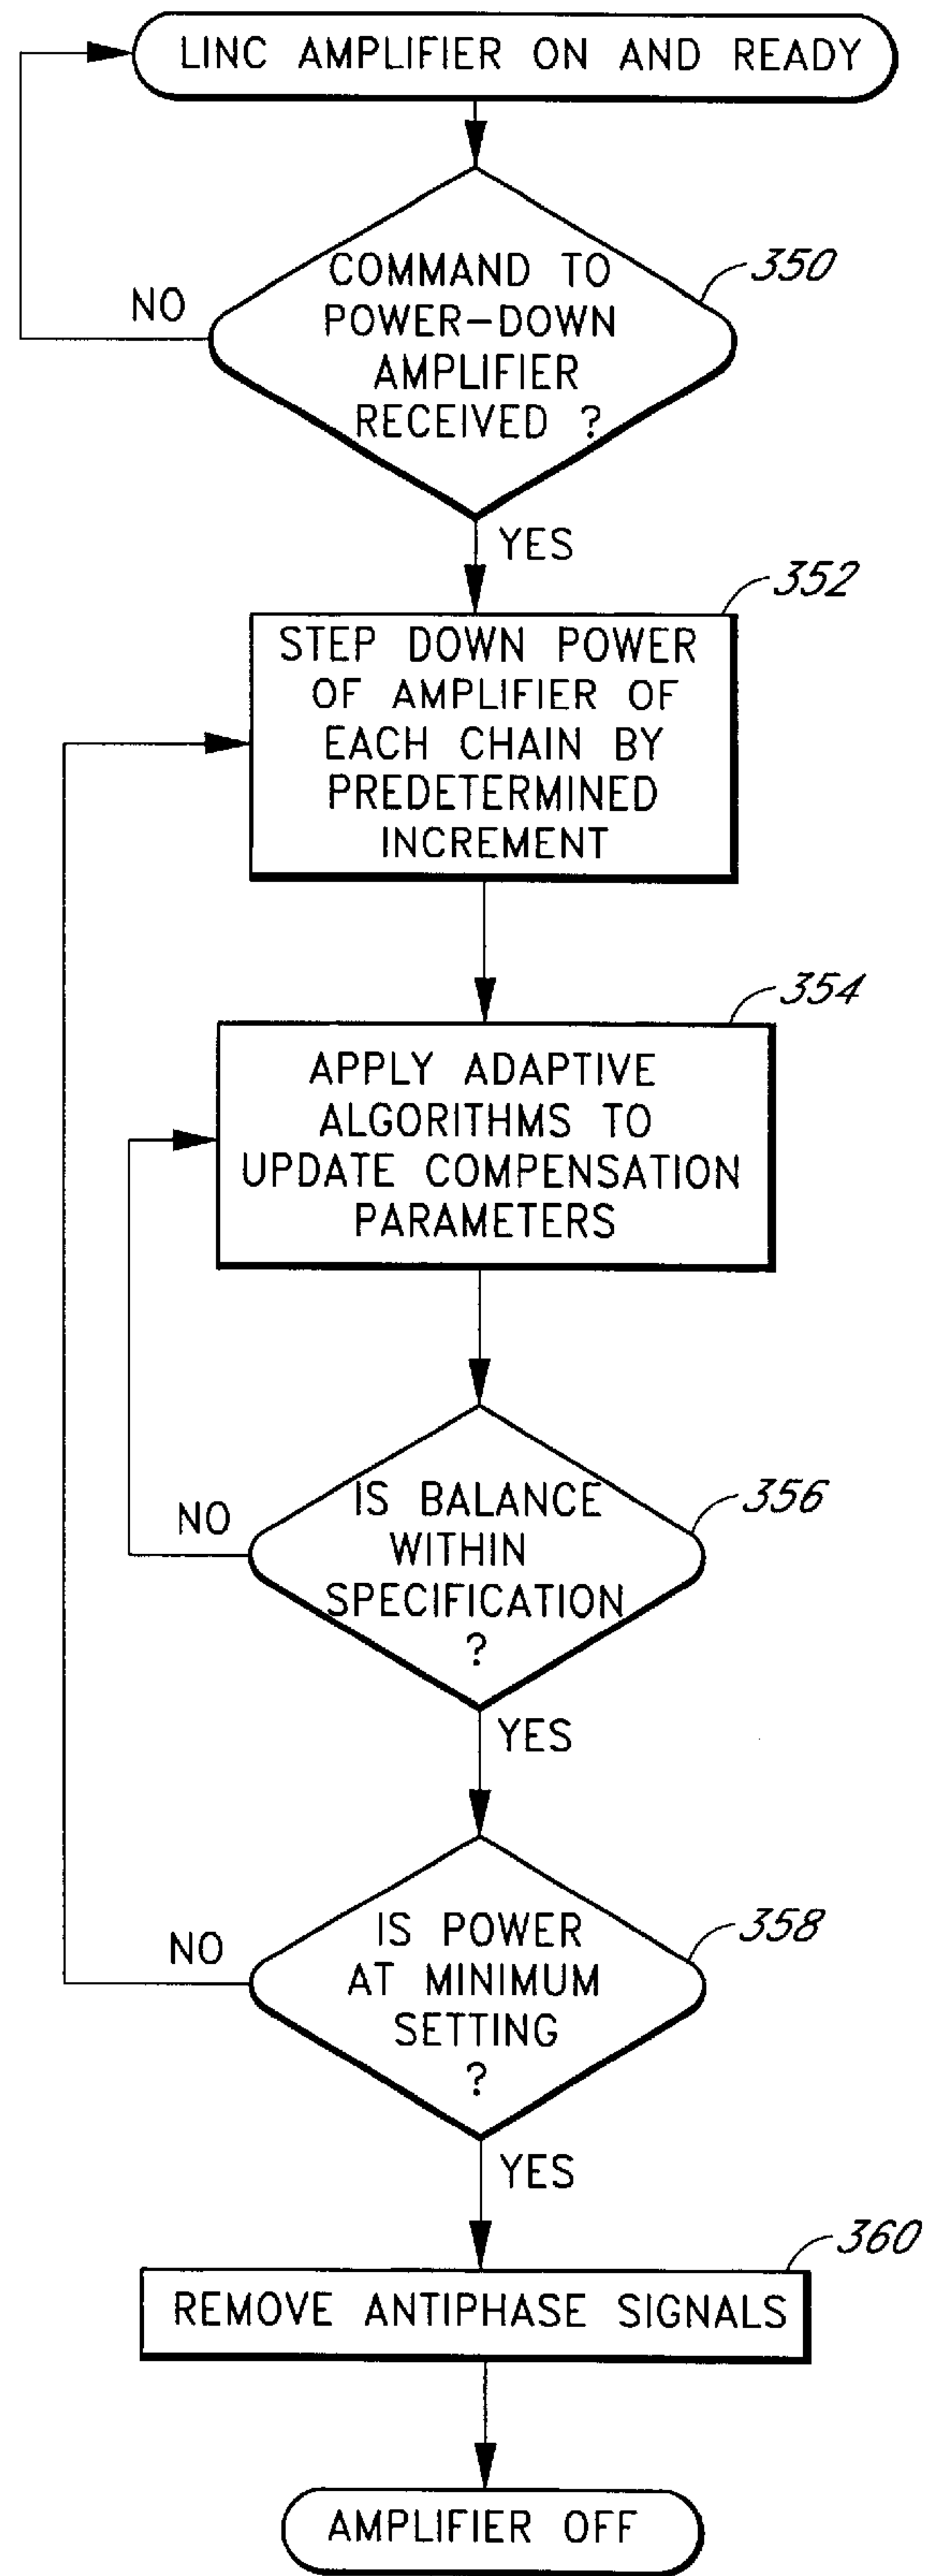 LINC AMPLIFIER ON AND READY
350
COMMAND TO
POWER-DOWN
AMPLIFIER
RECEIVED ?
NO
YES
352
STEP DOWN POWER
OF AMPLIFIER OF
EACH CHAIN BY
PREDETERMINED
INCREMENT
354
APPLY ADAPTIVE
ALGORITHMS TO
UPDATE COMPENSATION
PARAMETERS
356
IS BALANCE
WITHIN
SPECIFICATION
?
NO
YES
358
IS POWER
AT MINIMUM
SETTING
?
NO
YES
360
REMOVE ANTIPHASE SIGNALS
AMPLIFIER OFF